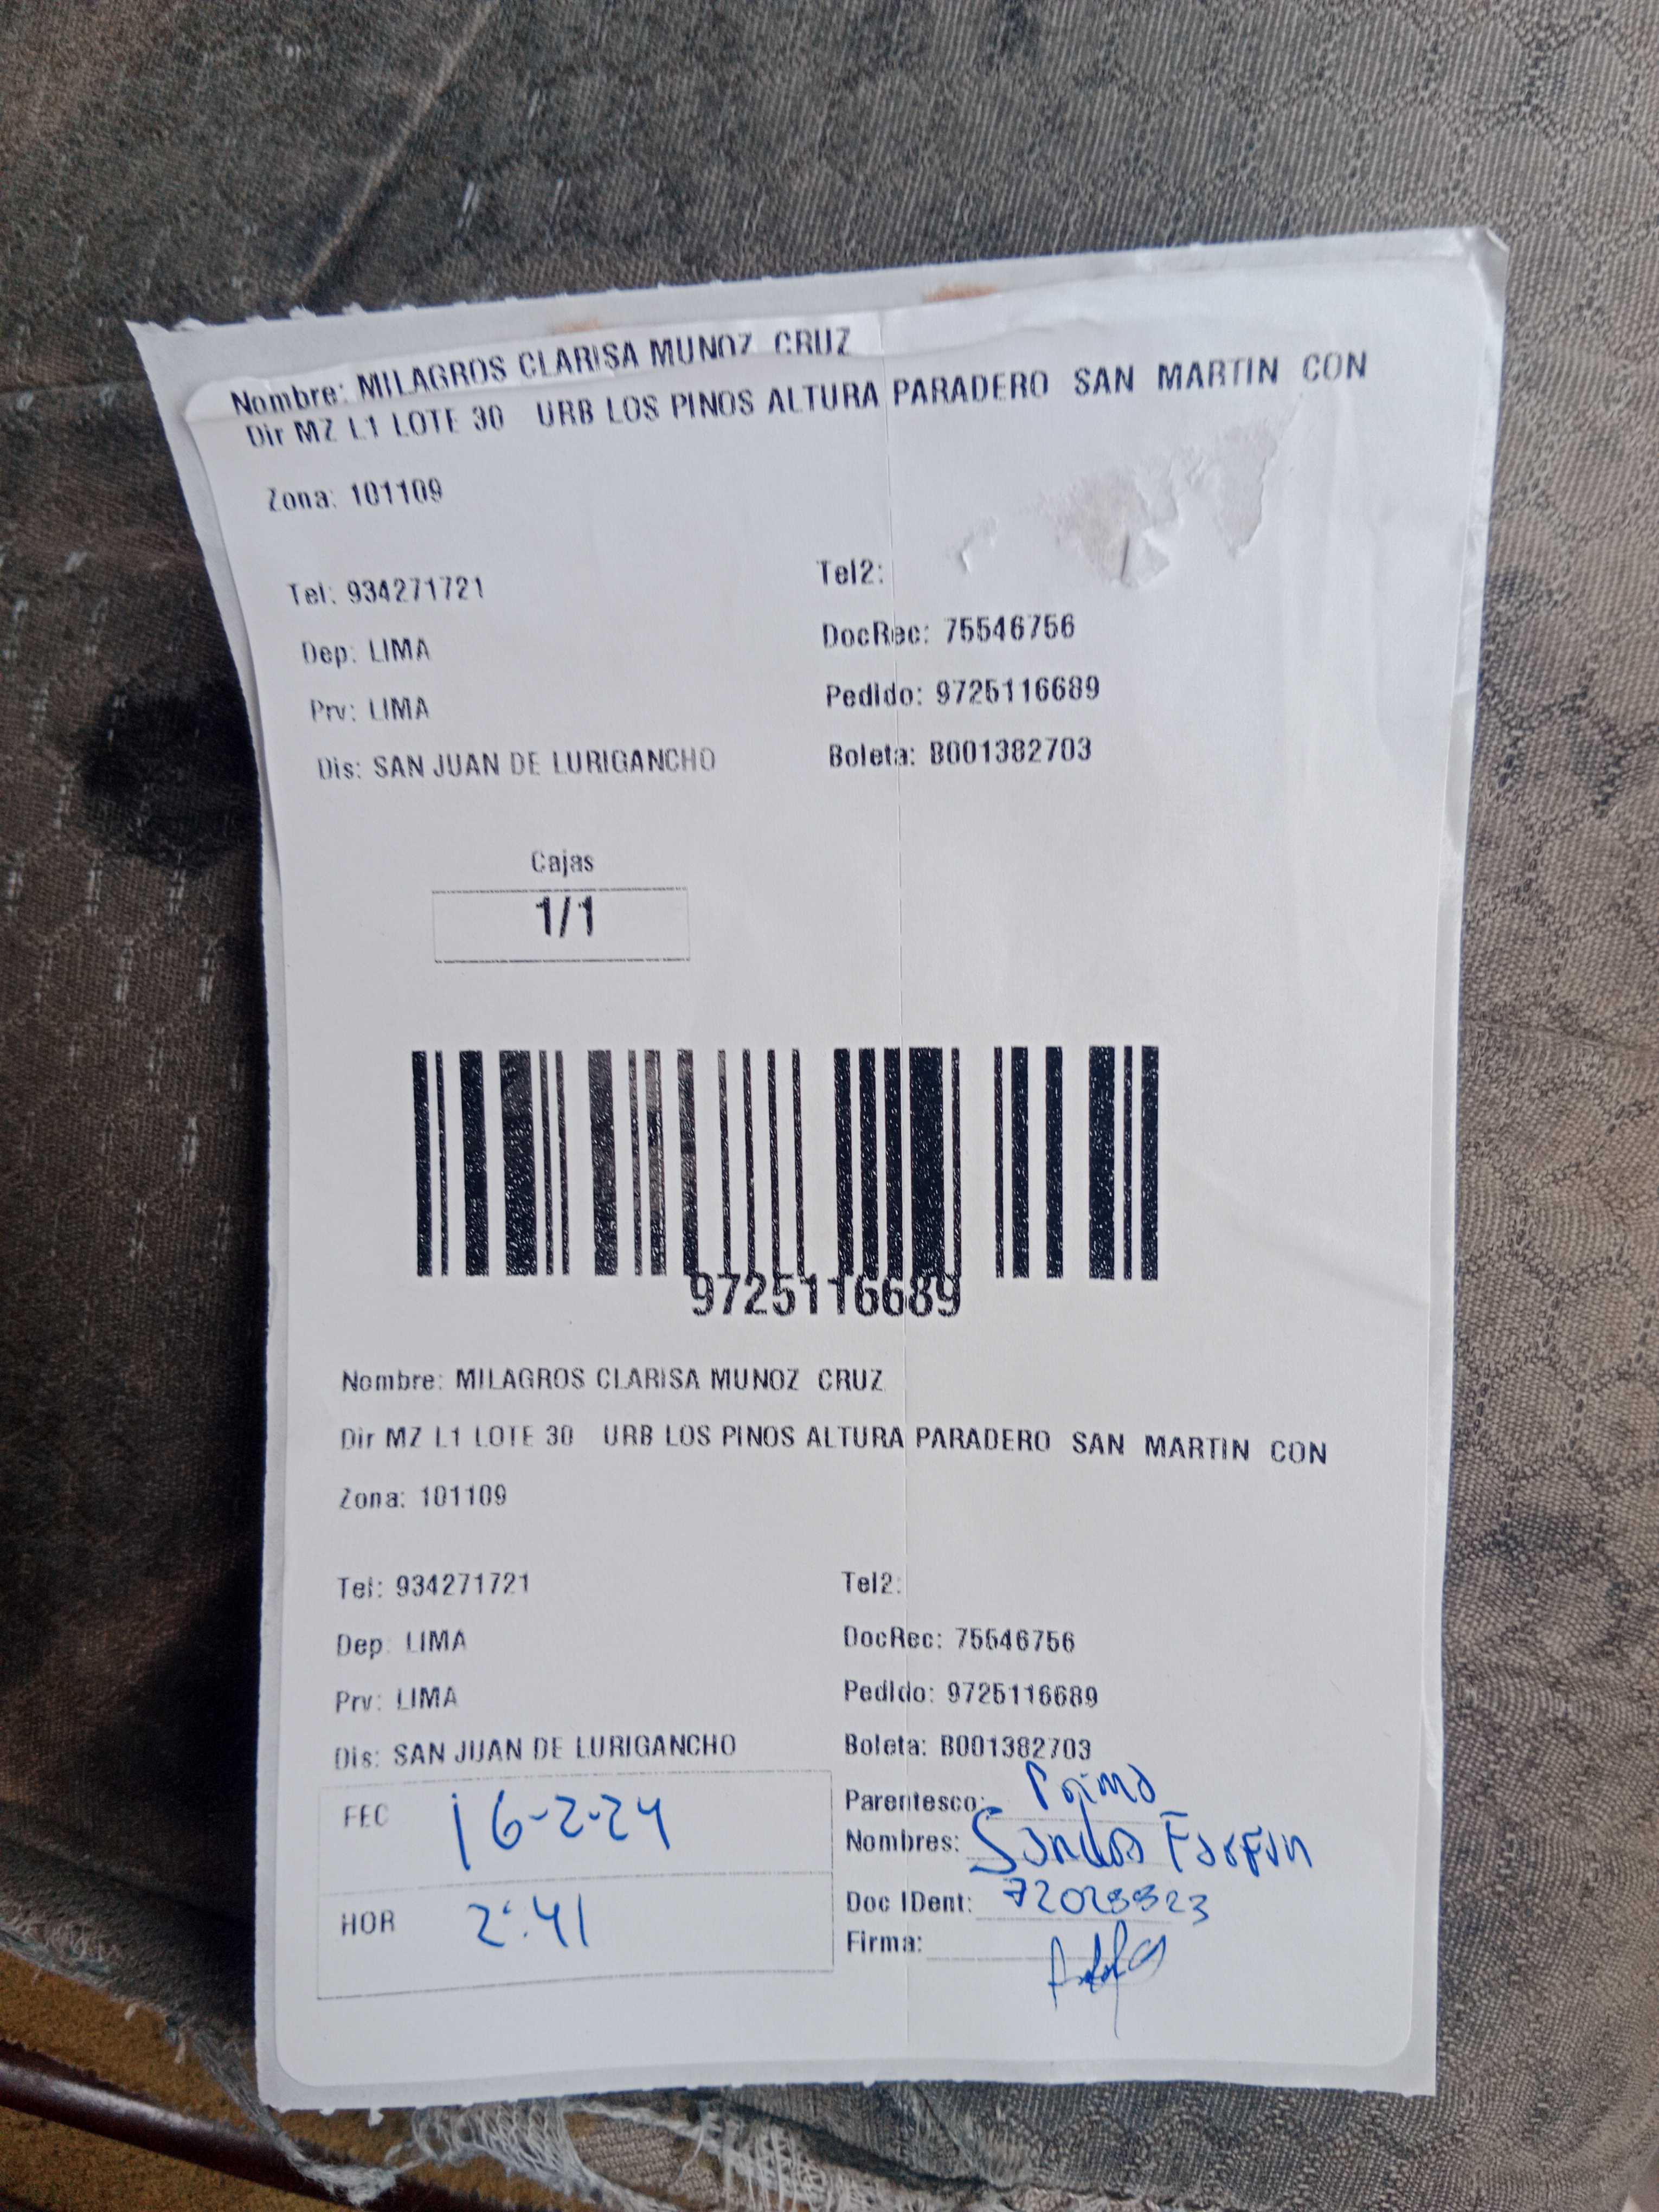 Nombre: MILAGROS CLARISA MUNOZ CRUZ
Dir MZ L1 LOTE 30 URB LOS PINOS ALTURA PARADERO SAN MARTIN CON
Zona: 101109
Tel: 934271721 Tel2:
Dep: LIMA DocRec: 75546756
Prv: LIMA Pedido: 9725116689
Dis: SAN JUAN DE LURIGANCHO Boleta: B001382703
Cajas
1/1
9725116689
Nombre: MILAGROS CLARISA MUNOZ CRUZ
Dir MZ L1 LOTE 30 URB LOS PINOS ALTURA PARADERO SAN MARTIN CON
Zona: 101109
Tel: 934271721 Tel2:
Dep: LIMA DocRec: 75546756
Prv: LIMA Pedido: 9725116689
Dis: SAN JUAN DE LURIGANCHO Boleta: B001382703
FEC 16-2-24 Parentesco: Primo
Nombres: Farfan
HOR 2:41 Doc IDent:
Firma: